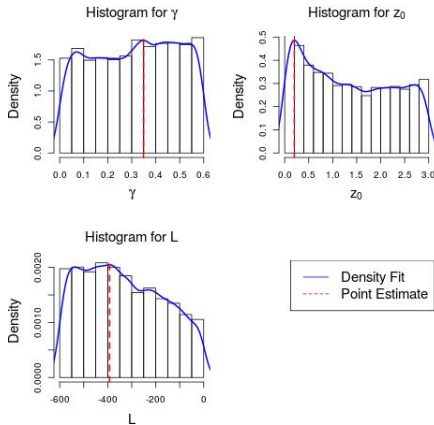 Histogram for γ
Density
0.0 0.5 1.0 1.5
0.0 0.1 0.2 0.3 0.4 0.5 0.6
γ
Histogram for z₀
Density
0.0 0.1 0.2 0.3 0.4 0.5
0.0 0.5 1.0 1.5 2.0 2.5 3.0
z₀
Histogram for L
Density
0.0000 0.0010 0.0020
-600 -400 -200 0
L
Density Fit
Point Estimate